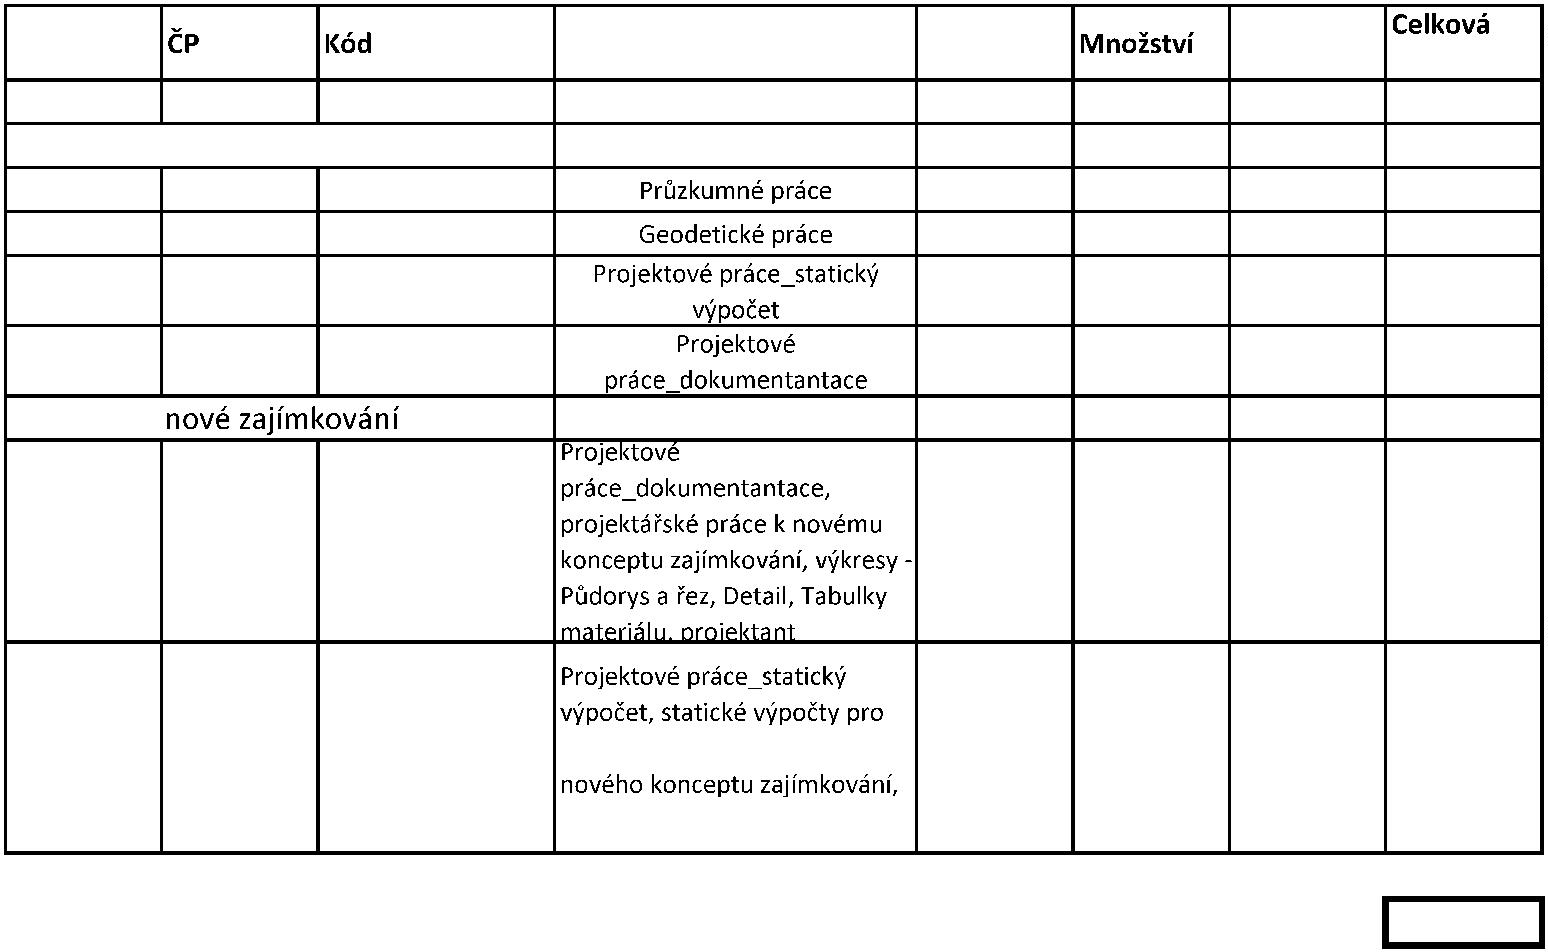 ČP Kód Množství Celková
Průzkumné práce
Geodetické práce
Projektové práce_statický
výpočet
Projektové
práce_dokumentantace
nové zajímkování
Projektové
práce_dokumentantace,
projektářské práce k novému
konceptu zajímkování, výkresy -
Půdorys a řez, Detail, Tabulky
materiálu, projektant
Projektové práce_statický
výpočet, statické výpočty pro
nového konceptu zajímkování,